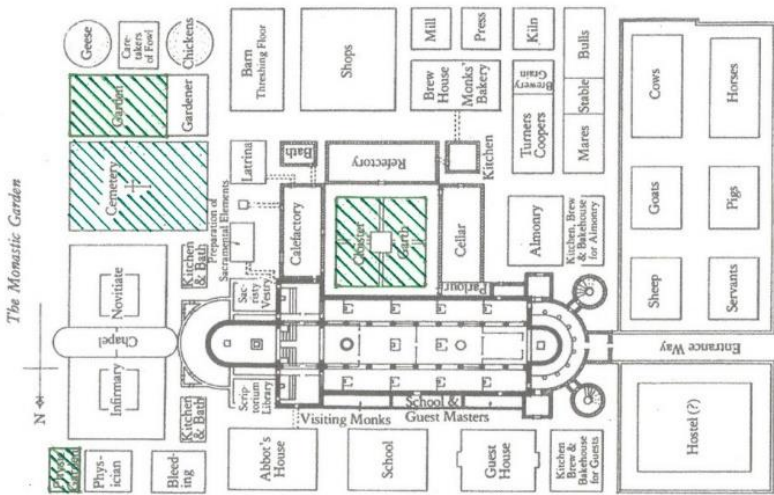 The Monastic Garden
N
Geese
Care-
takers
of Fowl
Chickens
Barn
Threshing Floor
Shops
Mill
Press
Kiln
Bulls
Garden
Gardener
Brew
House
Monks'
Bakery
Brewery
Grain
Stable
Cows
Horses
Cemetery
Latrina
Bath
Refectory
Kitchen
Turners
Coopers
Mares
Goats
Pigs
Preparation of
Sacramental Elements
Calefactory
Cloister
Garth
Cellar
Almonry
Kitchen, Brew
& Bakehouse
for Almonry
Novitiate
Kitchen
& Bath
Sac-
risty
Vestry
Parlour
Sheep
Servants
Chapel
Entrance Way
Infirmary
Kitchen
& Bath
Scrip-
torium
Library
School &
Visiting Monks
Guest Masters
Hostel (?)
Phys-
ician
Bleed-
ing
Abbot's
House
School
Guest
House
Kitchen
Brew &
Bakehouse
for Guests